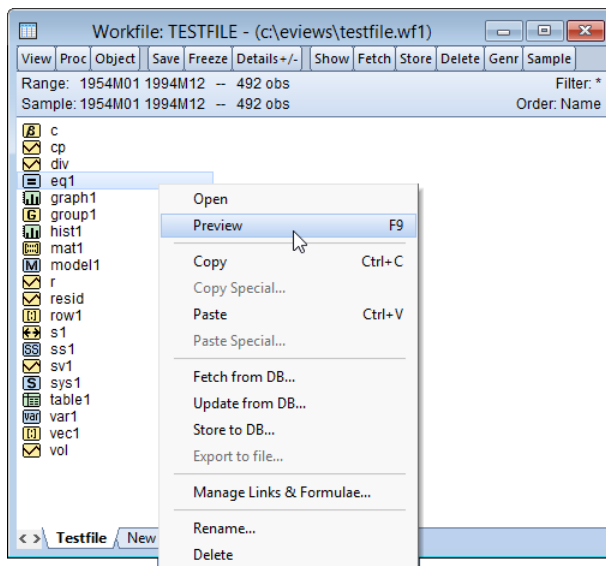 Workfile: TESTFILE - (c:\eviews\testfile.wf1)
View Proc Object Save Freeze Details+/- Show Fetch Store Delete Genr Sample
Range: 1954M01 1994M12 -- 492 obs Filter: *
Sample: 1954M01 1994M12 -- 492 obs Order: Name
β c
cp
div
= eq1
graph1
G group1
hist1
mat1
M model1
r
resid
row1
s1
SS ss1
sv1
S sys1
table1
var var1
vec1
vol
Open
Preview F9
Copy Ctrl+C
Copy Special...
Paste Ctrl+V
Paste Special...
Fetch from DB...
Update from DB...
Store to DB...
Export to file...
Manage Links & Formulae...
Rename...
Delete
< > Testfile New